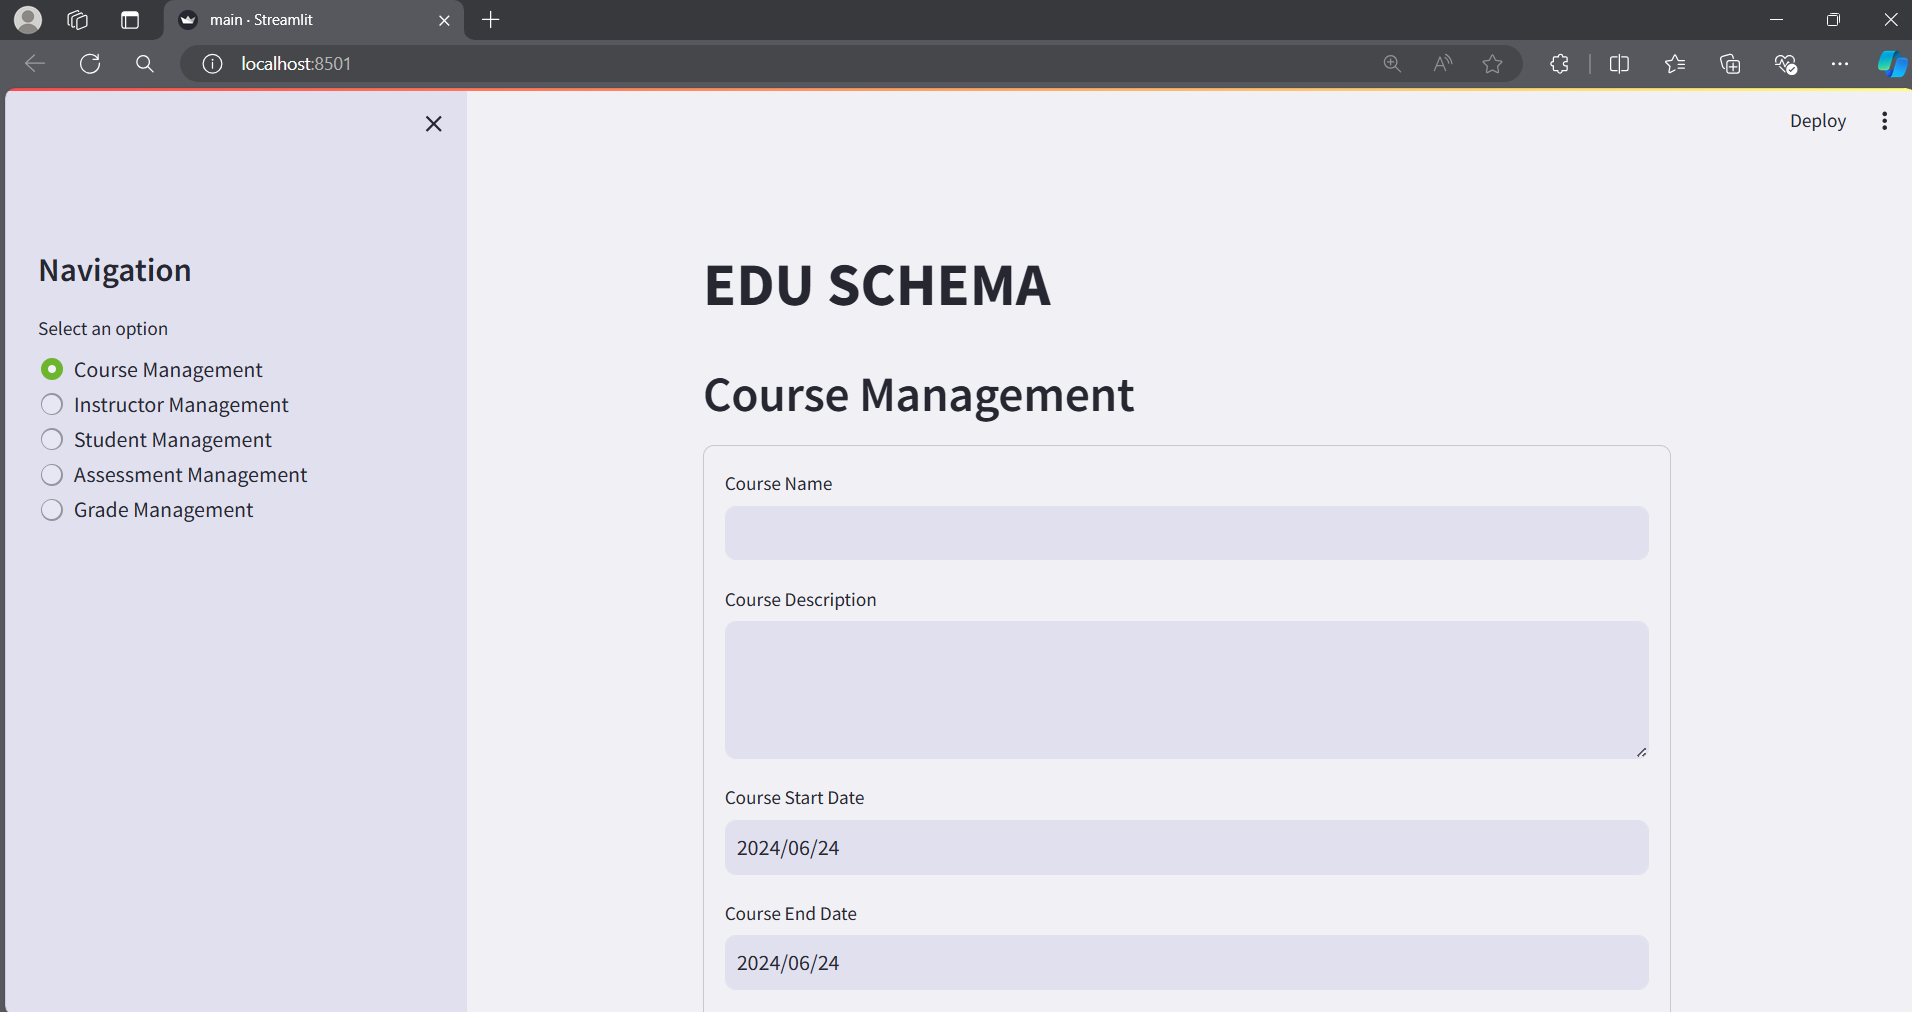 main · Streamlit
localhost:8501
Deploy
Navigation
Select an option
Course Management
Instructor Management
Student Management
Assessment Management
Grade Management
EDU SCHEMA
Course Management
Course Name
Course Description
Course Start Date
2024/06/24
Course End Date
2024/06/24